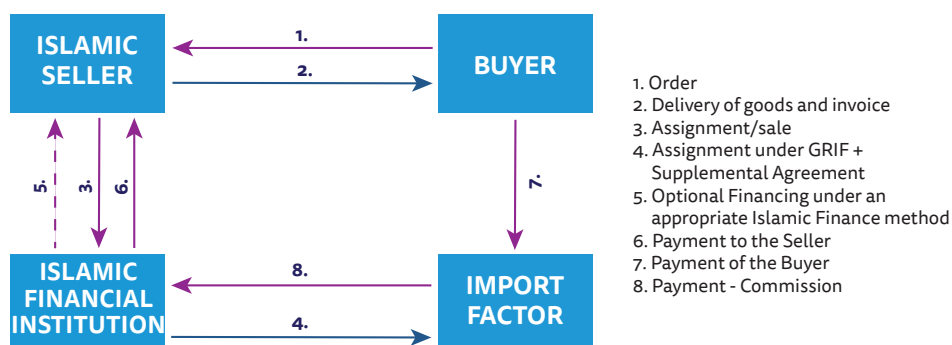 ISLAMIC
SELLER
1.
2.
BUYER
5.
3.
6.
7.
ISLAMIC
FINANCIAL
INSTITUTION
8.
4.
IMPORT
FACTOR
1. Order
2. Delivery of goods and invoice
3. Assignment/sale
4. Assignment under GRIF +
Supplemental Agreement
5. Optional Financing under an
appropriate Islamic Finance method
6. Payment to the Seller
7. Payment of the Buyer
8. Payment - Commission